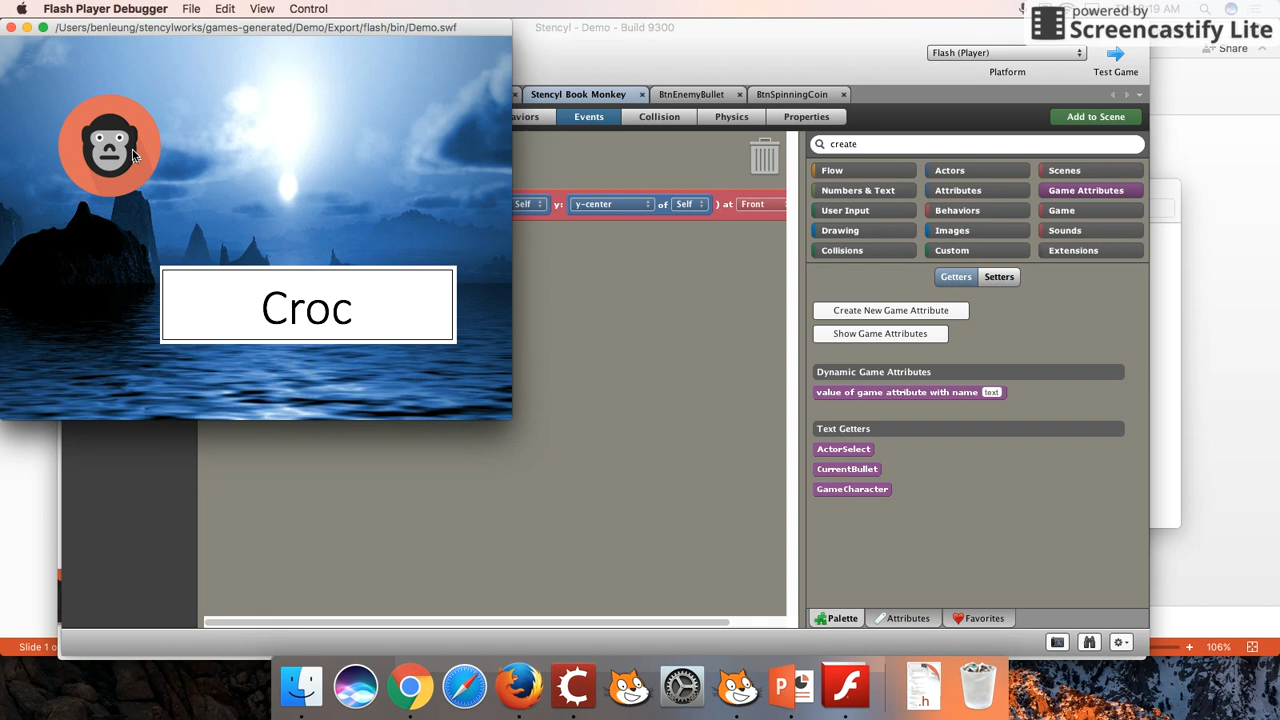 Flash Player Debugger File Edit View Control
19 AM
powered by
Screencastify Lite
/Users/benleung/stencylworks/games-generated/Demo/Export/flash/bin/Demo.swf
Stencyl - Demo - Build 9300
Share
Flash (Player)
Platform
Test Game
Stencyl Book Monkey
BtnEnemyBullet
BtnSpinningCoin
aviors
Events
Collision
Physics
Properties
Add to Scene
create
Flow
Actors
Scenes
Numbers & Text
Attributes
Game Attributes
Self
y:
y-center
of
Self
) at
Front
User Input
Behaviors
Game
Drawing
Images
Sounds
Collisions
Custom
Extensions
Getters
Setters
Create New Game Attribute
Show Game Attributes
Croc
Dynamic Game Attributes
value of game attribute with name text
Text Getters
ActorSelect
CurrentBullet
GameCharacter
Palette
Attributes
Favorites
Slide 1 o
106%
.h